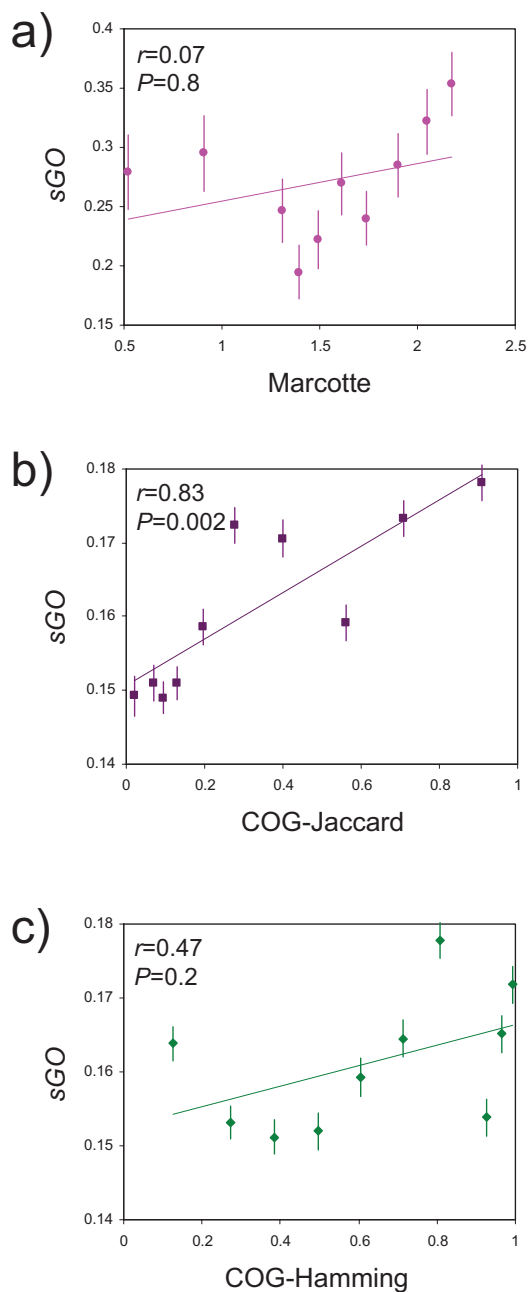 a)
r=0.07
P=0.8
sGO
0.4
0.35
0.3
0.25
0.2
0.15
0.5
1
1.5
2
2.5
Marcotte
b)
r=0.83
P=0.002
sGO
0.18
0.17
0.16
0.15
0.14
0
0.2
0.4
0.6
0.8
1
COG-Jaccard
c)
r=0.47
P=0.2
sGO
0.18
0.17
0.16
0.15
0.14
0
0.2
0.4
0.6
0.8
1
COG-Hamming